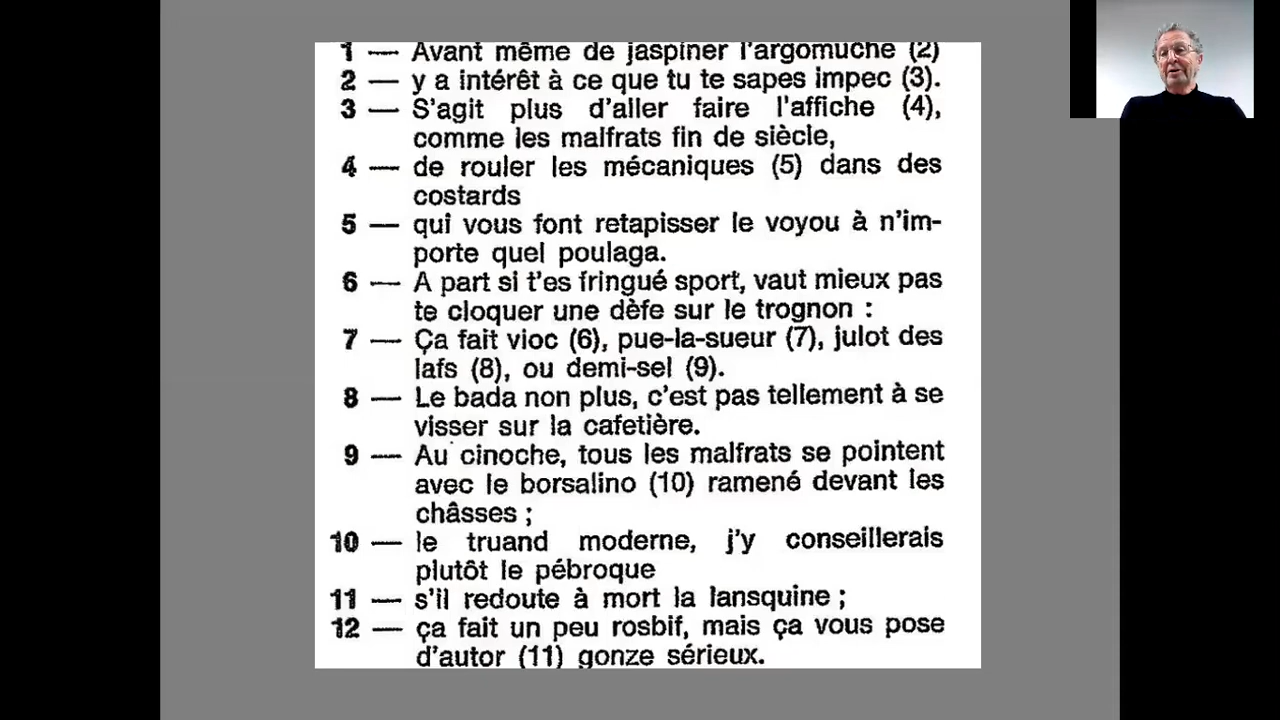 1 — Avant même de jaspiner l'argomuche (2)
2 — y a intérêt à ce que tu te sapes impec (3).
3 — S'agit plus d'aller faire l'affiche (4),
comme les malfrats fin de siècle,
4 — de rouler les mécaniques (5) dans des
costards
5 — qui vous font retapisser le voyou à n'im-
porte quel poulaga.
6 — A part si t'es fringué sport, vaut mieux pas
te cloquer une dèfe sur le trognon :
7 — Ça fait vioc (6), pue-la-sueur (7), julot des
lafs (8), ou demi-sel (9).
8 — Le bada non plus, c'est pas tellement à se
visser sur la cafetière.
9 — Au cinoche, tous les malfrats se pointent
avec le borsalino (10) ramené devant les
châsses ;
10 — le truand moderne, j'y conseillerais
plutôt le pébroque
11 — s'il redoute à mort la lansquine ;
12 — ça fait un peu rosbif, mais ça vous pose
d'autor (11) gonze sérieux.